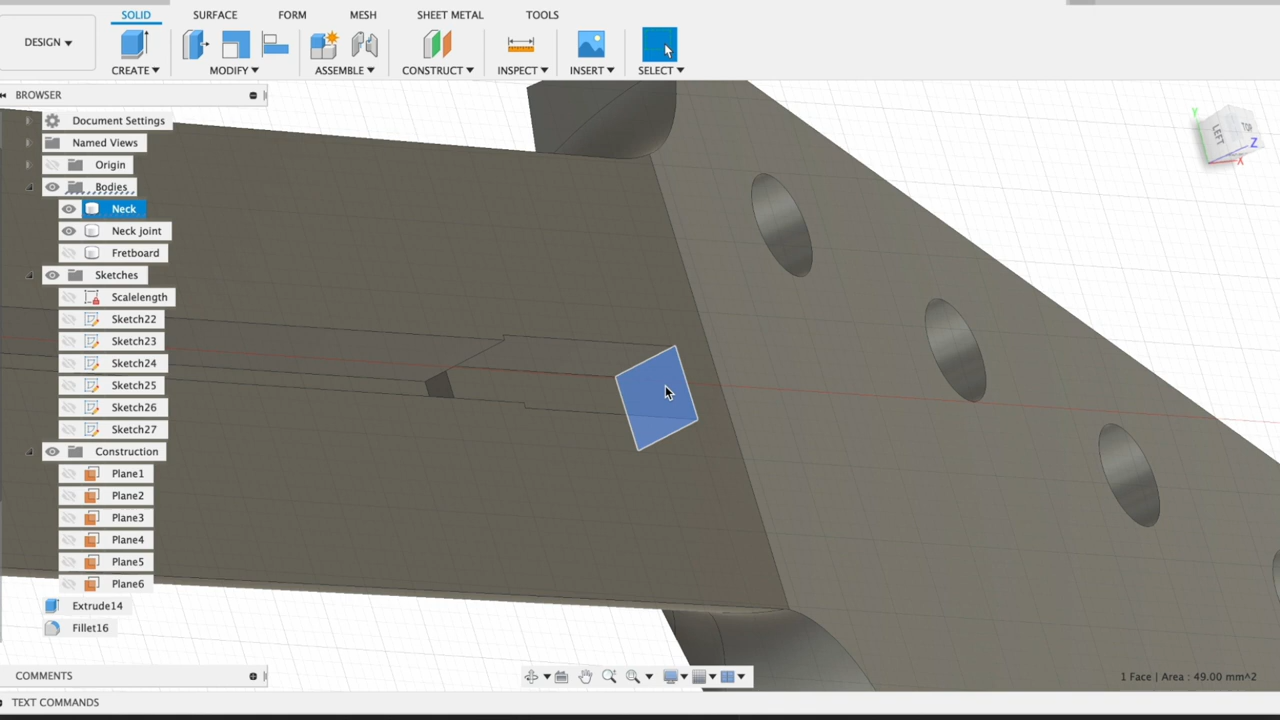 SOLID SURFACE FORM MESH SHEET METAL TOOLS
DESIGN
CREATE MODIFY ASSEMBLE CONSTRUCT INSPECT INSERT SELECT
BROWSER
Document Settings
Named Views
Origin
Bodies
Neck
Neck joint
Fretboard
Sketches
Scalelength
Sketch22
Sketch23
Sketch24
Sketch25
Sketch26
Sketch27
Construction
Plane1
Plane2
Plane3
Plane4
Plane5
Plane6
Extrude14
Fillet16
Y
LEFT
TOP
Z
X
COMMENTS
1 Face | Area : 49.00 mm^2
TEXT COMMANDS